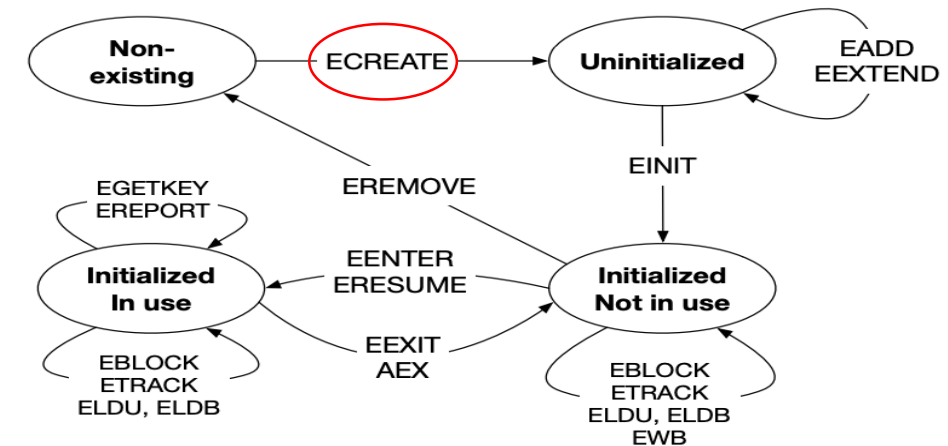 Non-
existing
ECREATE
Uninitialized
EADD
EEXTEND
EINIT
EREMOVE
EGETKEY
EREPORT
Initialized
In use
EENTER
ERESUME
Initialized
Not in use
EEXIT
AEX
EBLOCK
ETRACK
ELDU, ELDB
EBLOCK
ETRACK
ELDU, ELDB
EWB